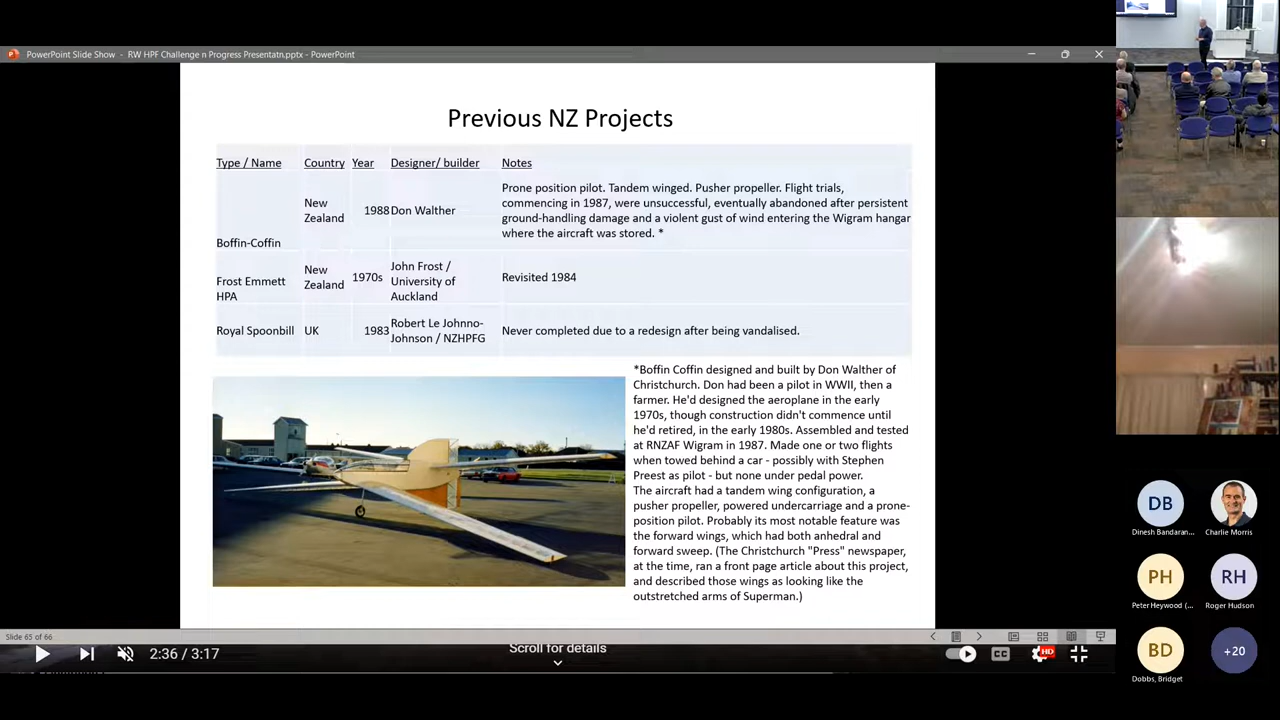 PowerPoint Slide Show - RW HPF Challenge n Progress Presentatn.pptx - PowerPoint
Previous NZ Projects
Type / Name Country Year Designer/ builder Notes
Boffin-Coffin
New
Zealand
1988
Don Walther
Prone position pilot. Tandem winged. Pusher propeller. Flight trials,
commencing in 1987, were unsuccessful, eventually abandoned after persistent
ground-handling damage and a violent gust of wind entering the Wigram hangar
where the aircraft was stored. *
Frost Emmett
HPA
New
Zealand
1970s
John Frost /
University of
Auckland
Revisited 1984
Royal Spoonbill
UK
1983
Robert Le Johnno-
Johnson / NZHPFG
Never completed due to a redesign after being vandalised.
*Boffin Coffin designed and built by Don Walther of
Christchurch. Don had been a pilot in WWII, then a
farmer. He'd designed the aeroplane in the early
1970s, though construction didn't commence until
he'd retired, in the early 1980s. Assembled and tested
at RNZAF Wigram in 1987. Made one or two flights
when towed behind a car - possibly with Stephen
Preest as pilot - but none under pedal power.
The aircraft had a tandem wing configuration, a
pusher propeller, powered undercarriage and a prone-
position pilot. Probably its most notable feature was
the forward wings, which had both anhedral and
forward sweep. (The Christchurch "Press" newspaper,
at the time, ran a front page article about this project,
and described those wings as looking like the
outstretched arms of Superman.)
Slide 65 of 66
2:36 / 3:17
Scroll for details
CC
HD
DB
Dinesh Bandaran...
Charlie Morris
PH
Peter Heywood (...
RH
Roger Hudson
BD
Dobbs, Bridget
+20